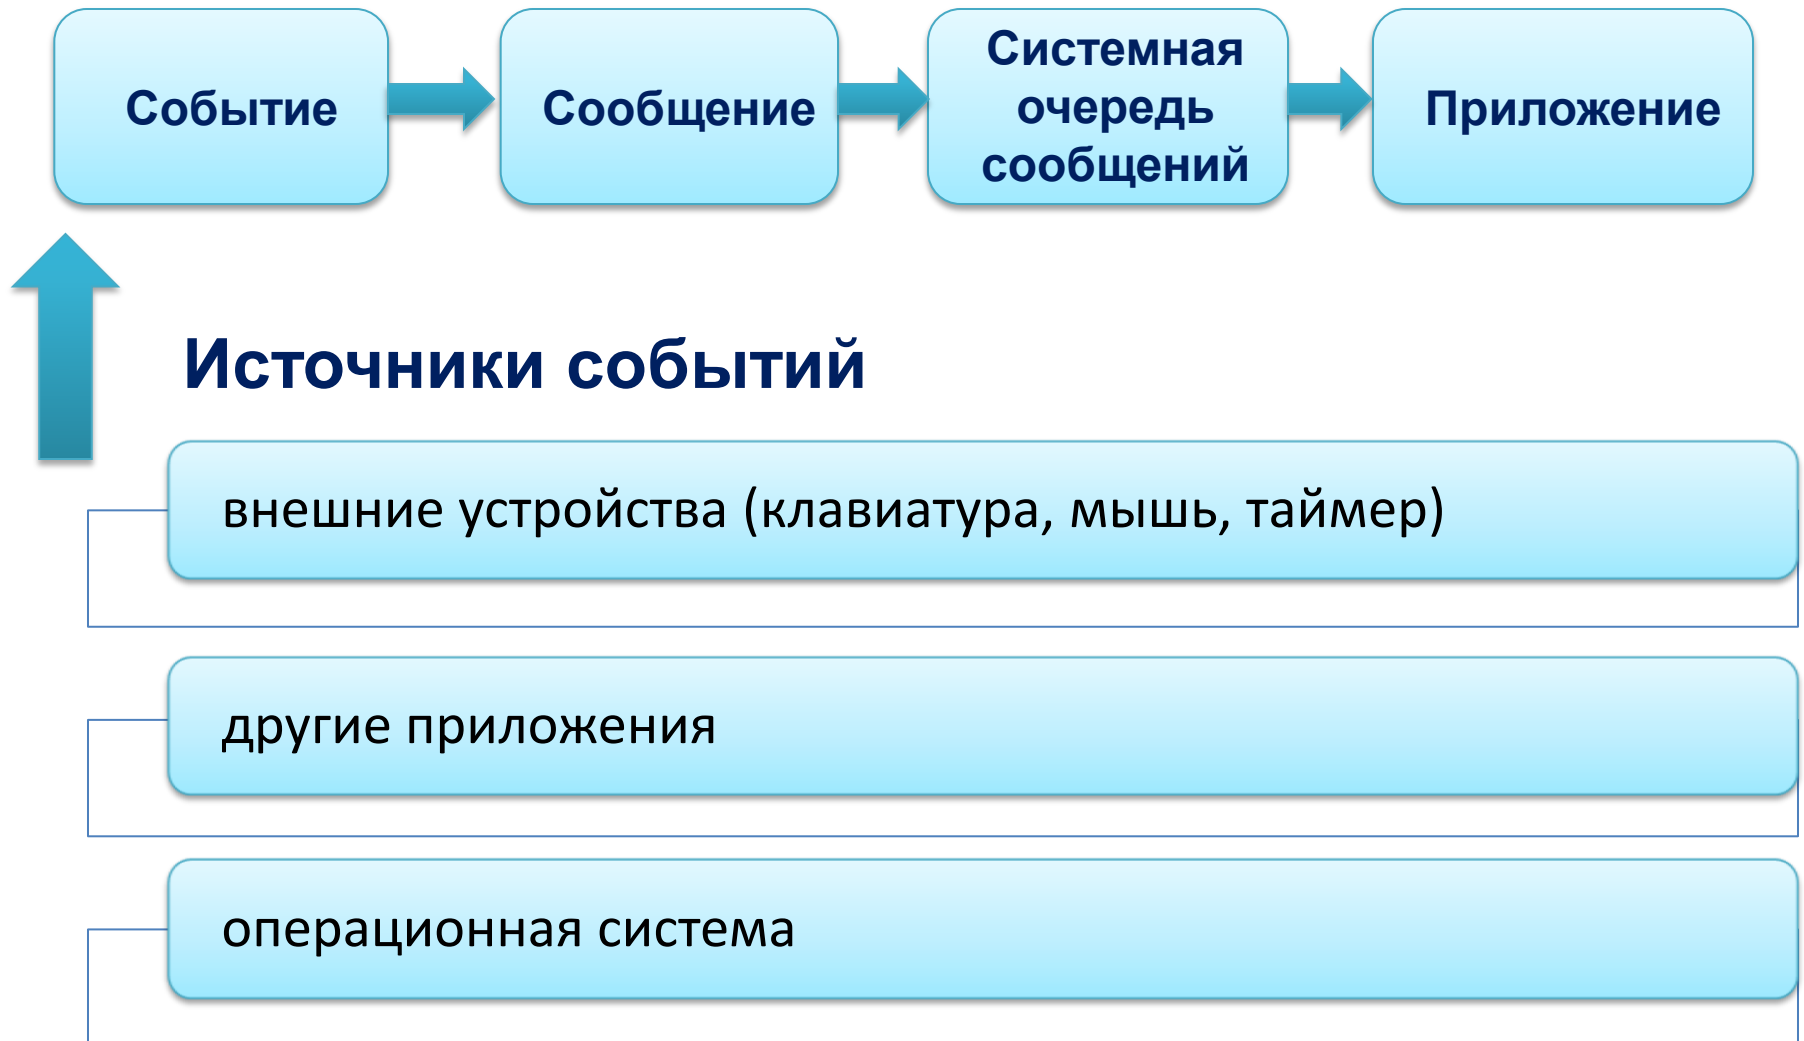 Событие
Сообщение
Системная
очередь
сообщений
Приложение
Источники событий
внешние устройства (клавиатура, мышь, таймер)
другие приложения
операционная система